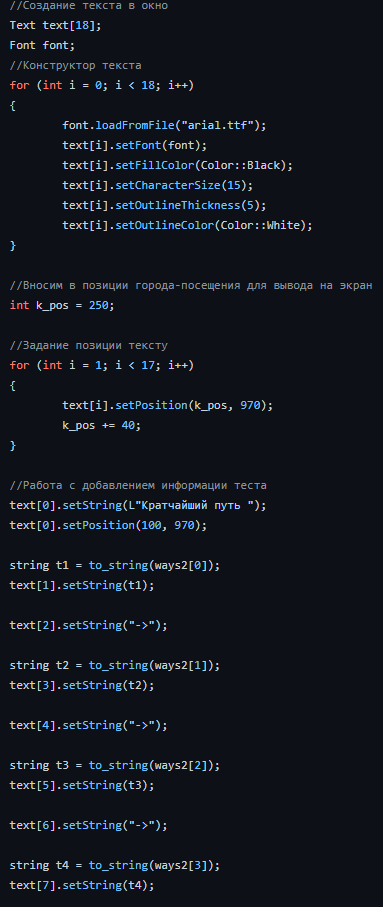 //Создание текста в окно
Text text[18];
Font font;
//Конструктор текста
for (int i = 0; i < 18; i++)
{
font.loadFromFile("arial.ttf");
text[i].setFont(font);
text[i].setFillColor(Color::Black);
text[i].setCharacterSize(15);
text[i].setOutlineThickness(5);
text[i].setOutlineColor(Color::White);
}
//Вносим в позиции города-посещения для вывода на экран
int k_pos = 250;
//Задание позиции тексту
for (int i = 1; i < 17; i++)
{
text[i].setPosition(k_pos, 970);
k_pos += 40;
}
//Работа с добавлением информации теста
text[0].setString(L"Кратчайший путь ");
text[0].setPosition(100, 970);
string t1 = to_string(ways2[0]);
text[1].setString(t1);
text[2].setString("->");
string t2 = to_string(ways2[1]);
text[3].setString(t2);
text[4].setString("->");
string t3 = to_string(ways2[2]);
text[5].setString(t3);
text[6].setString("->");
string t4 = to_string(ways2[3]);
text[7].setString(t4);